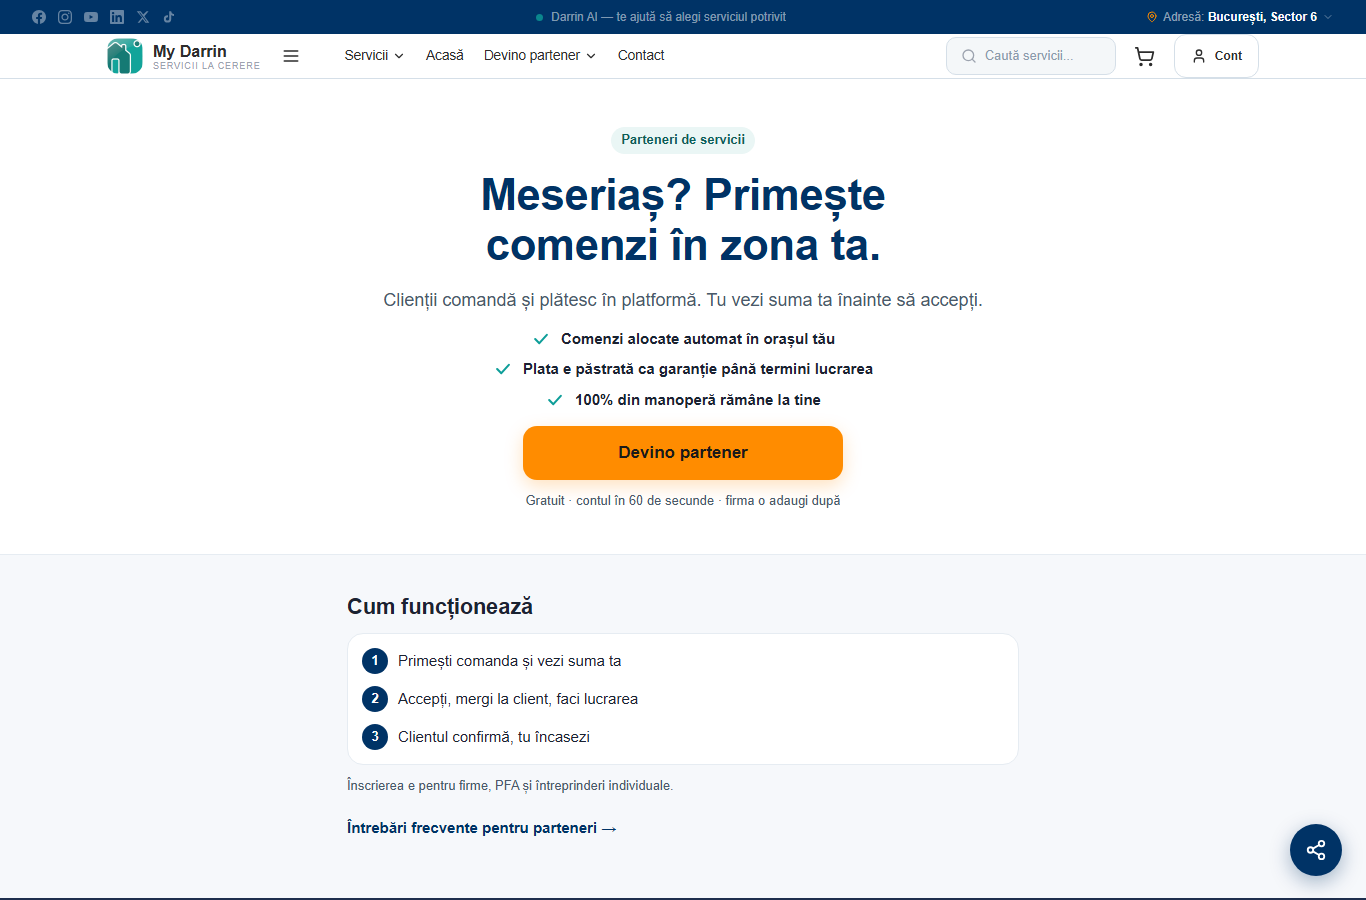 Darrin AI — te ajută să alegi serviciul potrivit
Adresă: București, Sector 6
My Darrin
SERVICII LA CERERE
Servicii
Acasă
Devino partener
Contact
Caută servicii...
Cont
Parteneri de servicii
Meseriaș? Primește
comenzi în zona ta.
Clienții comandă și plătesc în platformă. Tu vezi suma ta înainte să accepți.
Comenzi alocate automat în orașul tău
Plata e păstrată ca garanție până termini lucrarea
100% din manoperă rămâne la tine
Devino partener
Gratuit · contul în 60 de secunde · firma o adaugi după
Cum funcționează
1 Primești comanda și vezi suma ta
2 Accepți, mergi la client, faci lucrarea
3 Clientul confirmă, tu încasezi
Înscrierea e pentru firme, PFA și întreprinderi individuale.
Întrebări frecvente pentru parteneri →